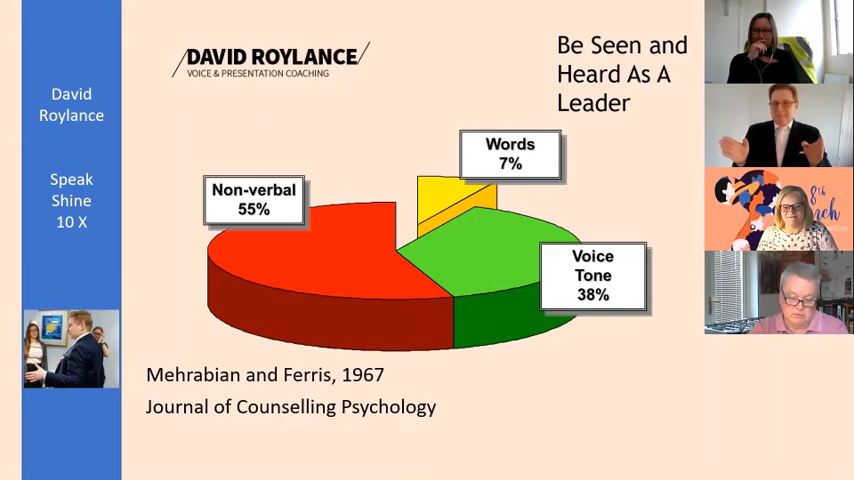 David
Roylance
Speak
Shine
10 X
DAVID ROYLANCE
VOICE & PRESENTATION COACHING
Be Seen and
Heard As A
Leader
Words
7%
Non-verbal
55%
Voice
Tone
38%
Mehrabian and Ferris, 1967
Journal of Counselling Psychology
8th